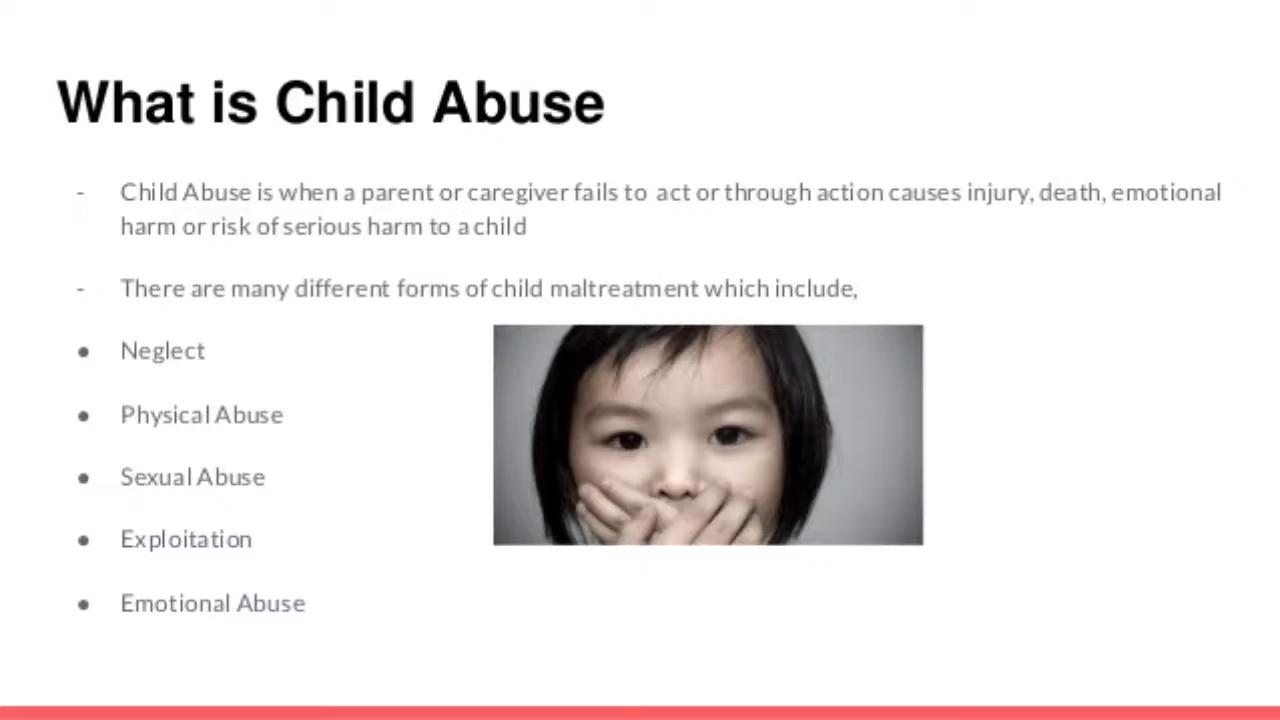 What is Child Abuse
- Child Abuse is when a parent or caregiver fails to act or through action causes injury, death, emotional
harm or risk of serious harm to a child
- There are many different forms of child maltreatment which include,
● Neglect
● Physical Abuse
● Sexual Abuse
● Exploitation
● Emotional Abuse